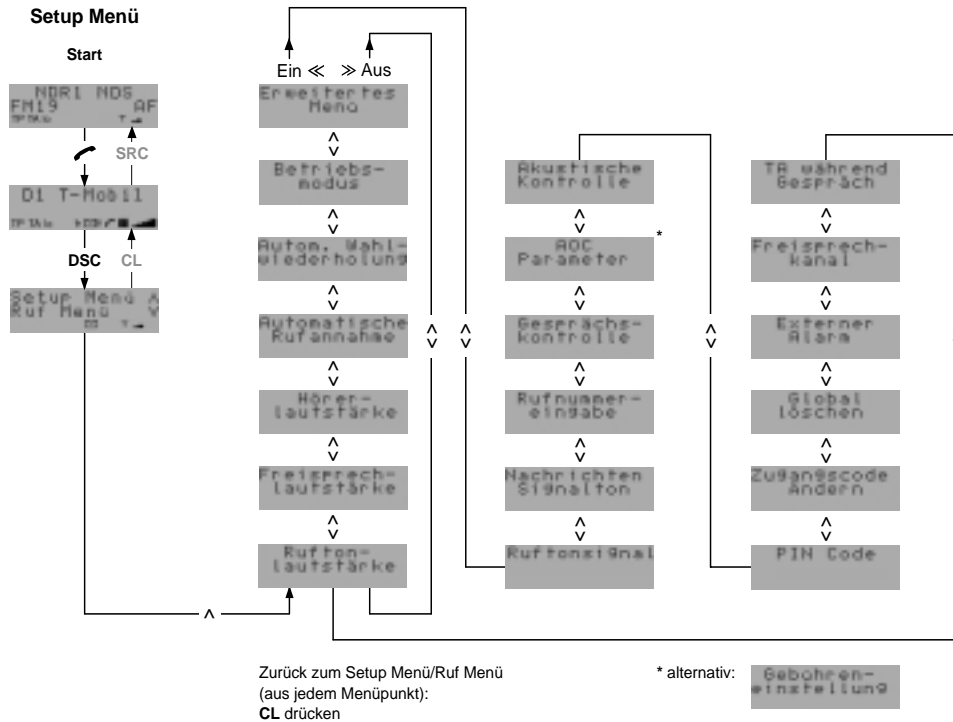 Setup Menü
Start
NDR1 NDS
FM19 AF
SRC
D1 T-Mobil
DSC CL
Setup Menü
Ruf Menü
Ein ≪ ≫ Aus
Erweitertes
Menü
Betriebs-
modus
Autom. Wahl-
wiederholung
Automatische
Rufannahme
Hörer-
lautstärke
Freisprech-
lautstärke
Rufton-
lautstärke
Akustische
Kontrolle
AOC
Parameter
*
Gesprächs-
kontrolle
Rufnummer-
eingabe
Nachrichten
Signalton
Ruftonsignal
TA während
Gespräch
Freisprech-
kanal
Externer
Alarm
Global
löschen
Zugangscode
Ändern
PIN Code
Zurück zum Setup Menü/Ruf Menü
(aus jedem Menüpunkt):
CL drücken
* alternativ:
Gebühren-
einstellung